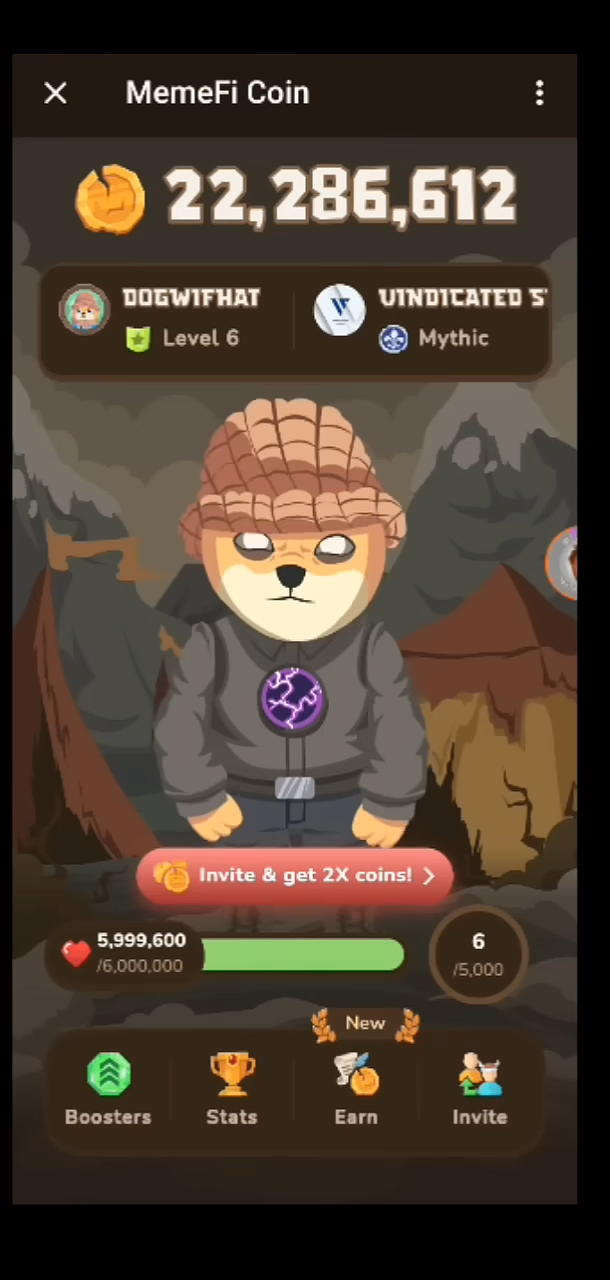 MemeFi Coin
22,286,612
DOGWIFHAT
Level 6
VINDICATED
Mythic
Invite & get 2X coins!
5,999,600
/6,000,000
6
/5,000
New
Boosters
Stats
Earn
Invite